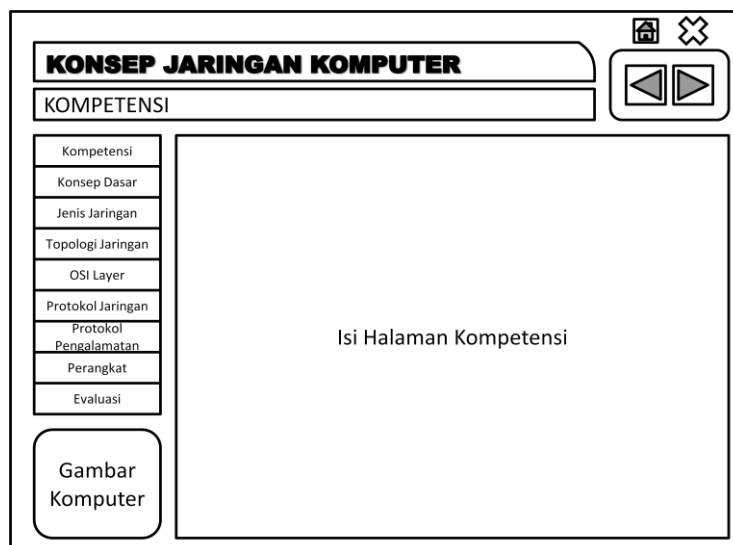 KONSEP JARINGAN KOMPUTER
KOMPETENSI
Kompetensi
Konsep Dasar
Jenis Jaringan
Topologi Jaringan
OSI Layer
Protokol Jaringan
Protokol
Pengalamatan
Perangkat
Evaluasi
Isi Halaman Kompetensi
Gambar
Komputer